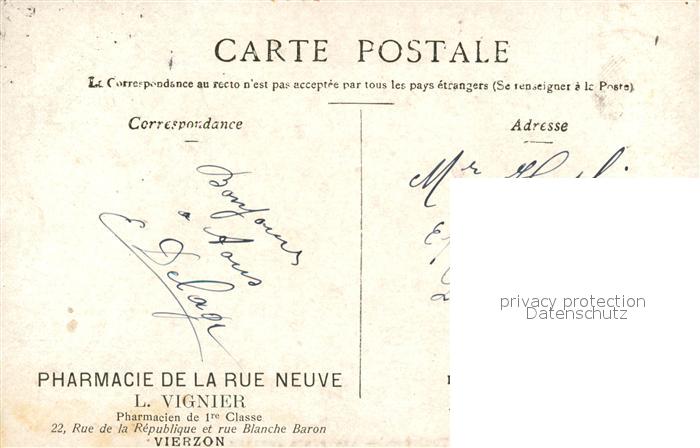 CARTE POSTALE
La Correspondance au recto n'est pas acceptée par tous les pays étrangers (Se renseigner à la Poste)
Correspondance
Adresse
Bonjours
a tous
E Delage
Mr
privacy protection
Datenschutz
PHARMACIE DE LA RUE NEUVE
L. VIGNIER
Pharmacien de 1re Classe
22, Rue de la République et rue Blanche Baron
VIERZON